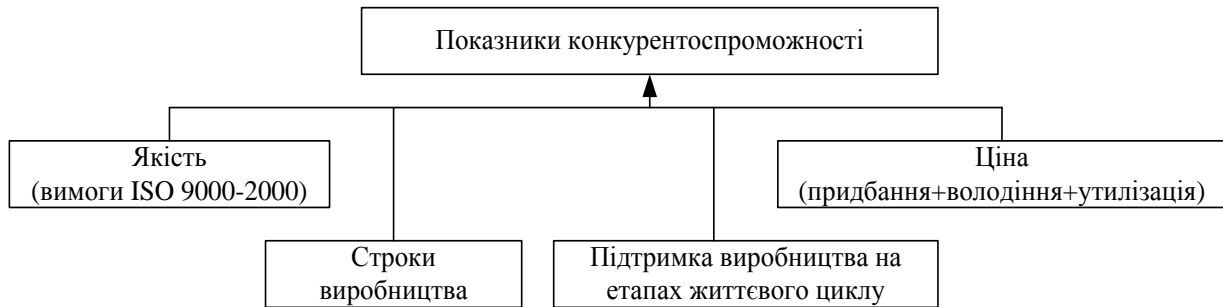 Показники конкурентоспроможності
Якість
(вимоги ISO 9000-2000)
Ціна
(придбання+володіння+утилізація)
Строки
виробництва
Підтримка виробництва на
етапах життєвого циклу